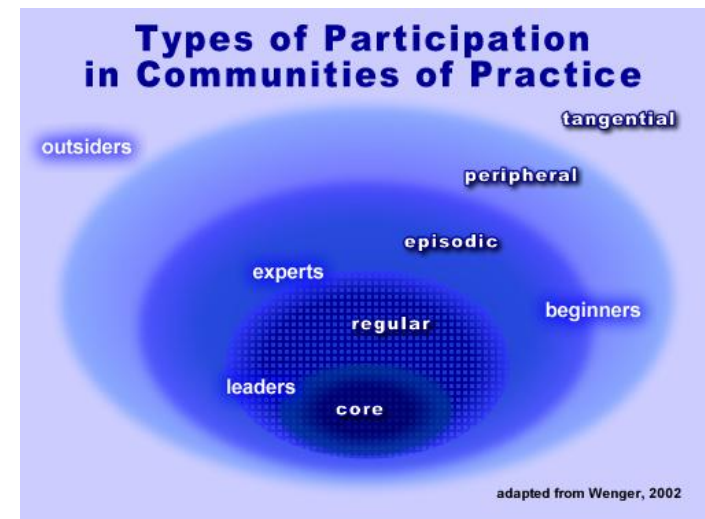 Types of Participation
in Communities of Practice
tangential
outsiders
peripheral
episodic
experts
beginners
regular
leaders
core
adapted from Wenger, 2002